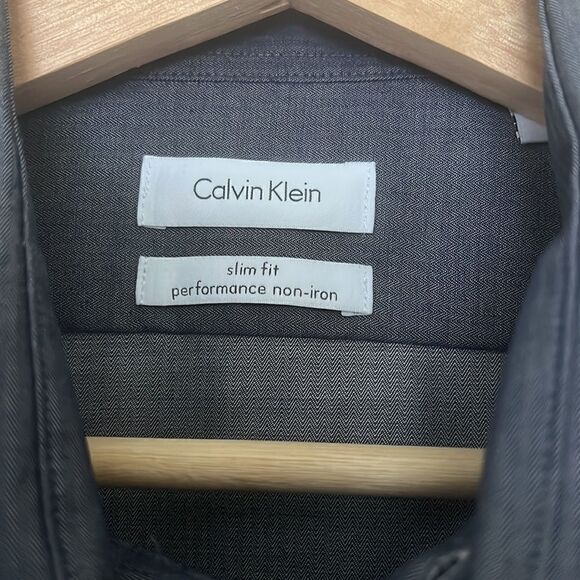 Calvin Klein
slim fit
performance non-iron